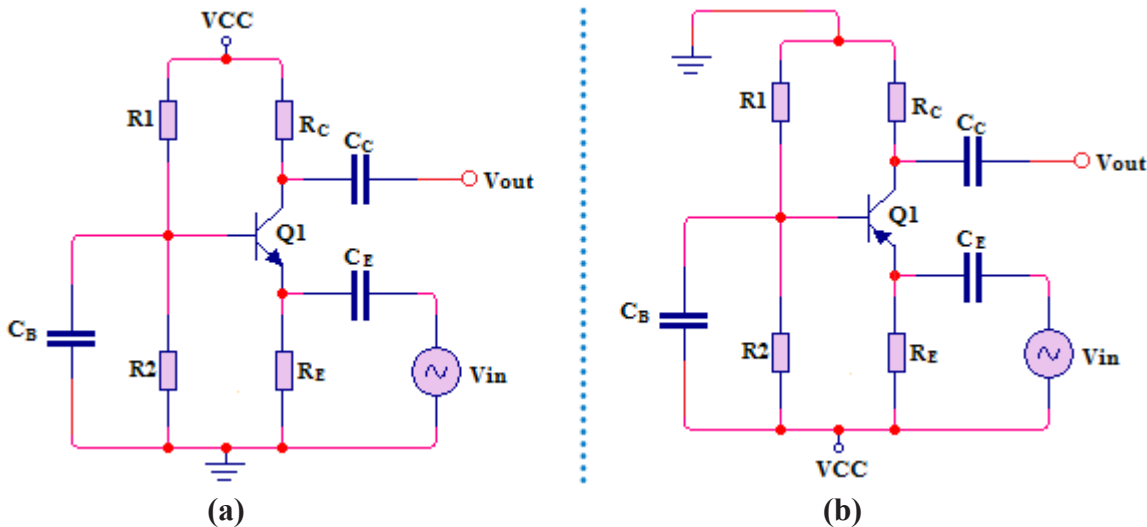 VCC
R1
RC
CC
Vout
Q1
CE
CB
R2
RE
Vin
(a)
R1
RC
CC
Vout
Q1
CE
CB
R2
RE
Vin
VCC
(b)